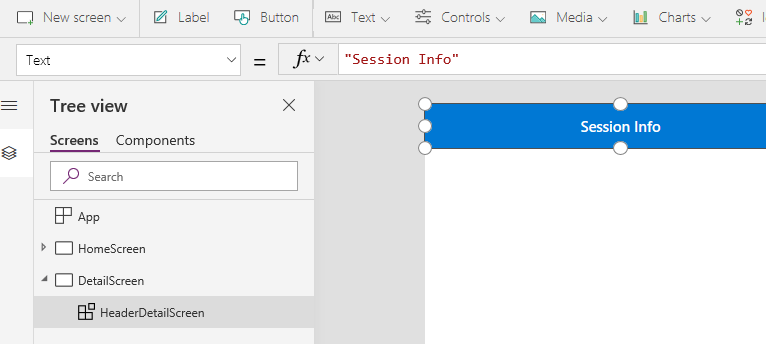 New screen Label Button Text Controls Media Charts
Text = fx "Session Info"
Tree view
Session Info
Screens Components
Search
App
HomeScreen
DetailScreen
HeaderDetailScreen